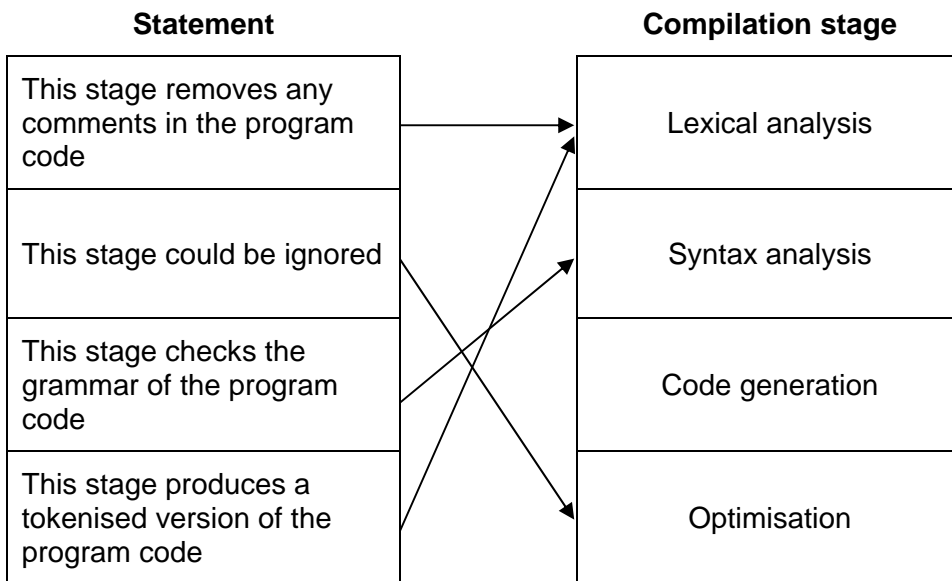 Statement
Compilation stage
This stage removes any
comments in the program
code
Lexical analysis
This stage could be ignored
Syntax analysis
This stage checks the
grammar of the program
code
Code generation
This stage produces a
tokenised version of the
program code
Optimisation